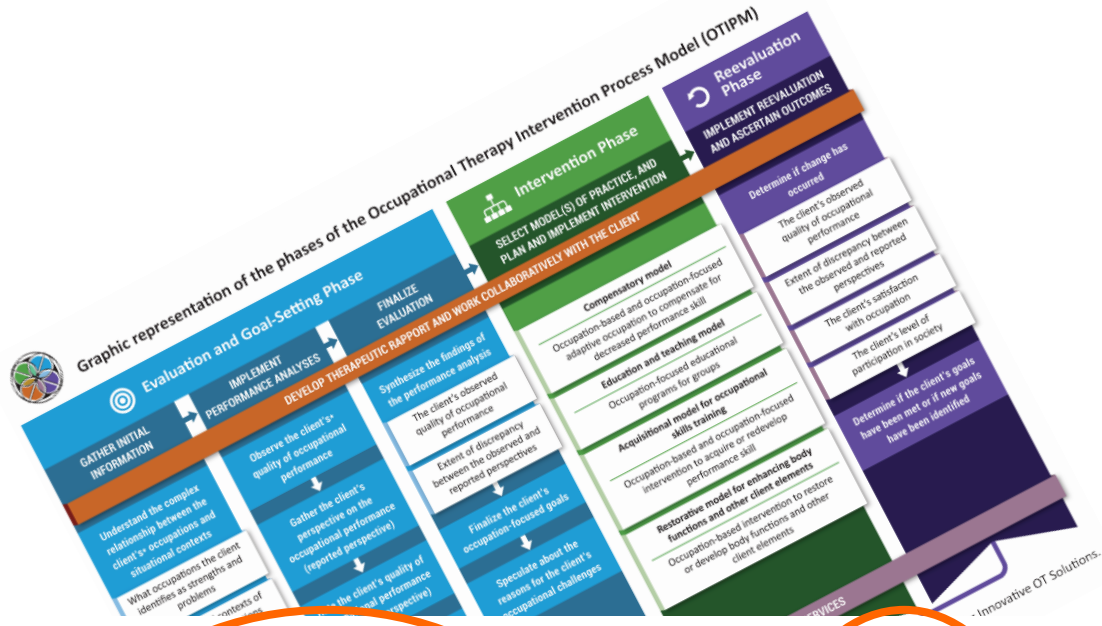 Graphic representation of the phases of the Occupational Therapy Intervention Process Model (OTIPM)
Evaluation and Goal-Setting Phase
GATHER INITIAL
INFORMATION
IMPLEMENT
PERFORMANCE ANALYSES
FINALIZE
EVALUATION
Intervention Phase
SELECT MODEL(S) OF PRACTICE, AND
PLAN AND IMPLEMENT INTERVENTION
Reevaluation
Phase
IMPLEMENT REEVALUATION
AND ASCERTAIN OUTCOMES
DEVELOP THERAPEUTIC RAPPORT AND WORK COLLABORATIVELY WITH THE CLIENT
Understand the complex
relationship between the
client's* occupations and
situational contexts
What occupations the client
identifies as strengths and
problems
contexts of
Observe the client's*
quality of occupational
performance
Gather the client's
perspective on the
occupational performance
(reported perspective)
the client's quality of
performance
Synthesize the findings of
the performance analysis
The client's observed
quality of occupational
performance
Extent of discrepancy
between the observed and
reported perspectives
Finalize the client's
occupation-focused goals
Speculate about the
reasons for the client's
occupational challenges
Compensatory model
Occupation-based and occupation-focused
adaptive occupation to compensate for
decreased performance skill
Education and teaching model
Occupation-focused educational
programs for groups
Acquisitional model for occupational
skills training
Occupation-based and occupation-focused
intervention to acquire or redevelop
performance skill
Restorative model for enhancing body
functions and other client elements
Occupation-based intervention to restore
or develop body functions and other
client elements
Determine if change has
occurred
The client's observed
quality of occupational
performance
Extent of discrepancy between
the observed and reported
perspectives
The client's satisfaction
with occupation
The client's level of
participation in society
Determine if the client's goals
have been met or if new goals
have been identified
Innovative OT Solutions.